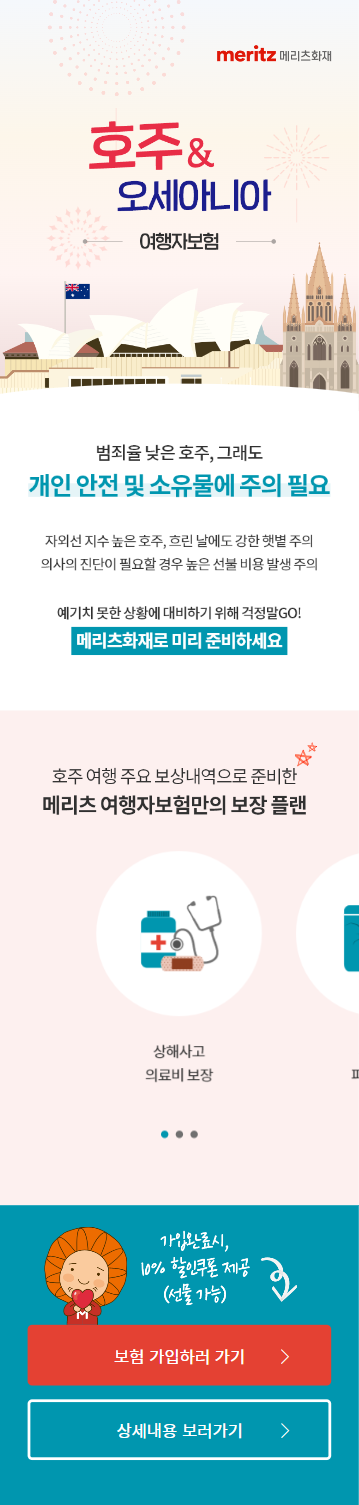 meritz 메리츠화재
호주 &
오세아니아
여행자보험
범죄율 낮은 호주, 그래도
개인 안전 및 소유물에 주의 필요
자외선 지수 높은 호주, 흐린 날에도 강한 햇볕 주의
의사의 진단이 필요할 경우 높은 선불 비용 발생 주의
예기치 못한 상황에 대비하기 위해 걱정말GO!
메리츠화재로 미리 준비하세요
호주 여행 주요 보상내역으로 준비한
메리츠 여행자보험만의 보장 플랜
상해사고
의료비 보장
가입완료시,
10% 할인쿠폰 제공
(선물 가능)
M
보험 가입하러 가기
상세내용 보러가기